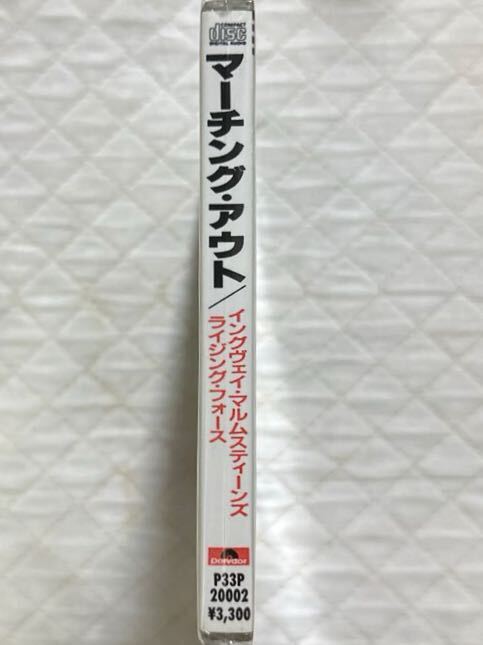 COMPACT
disc
DIGITAL AUDIO
マーチング・アウト／
イングヴェイ・マルムスティーンズ
ライジング・フォース
Polydor
P33P
20002
¥3,300